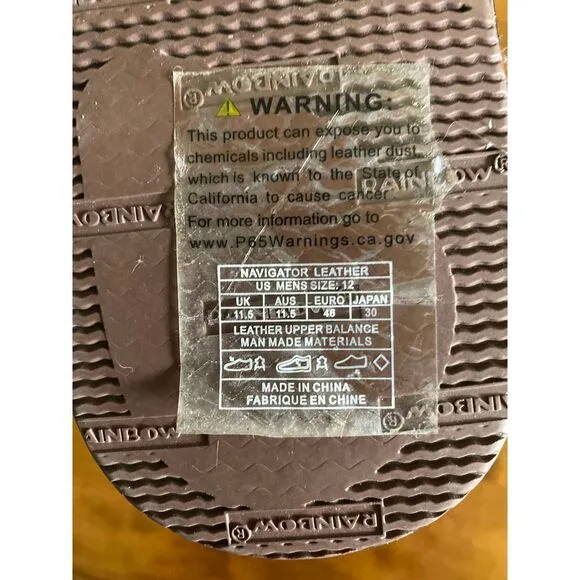 RAINBOW®
WARNING:
This product can expose you to
chemicals including leather dust,
which is known to the State of
California to cause cancer
For more information go to
www.P65Warnings.ca.gov
RAINBOW®
AINBOW®
NAVIGATOR LEATHER
US MENS SIZE: 12
UK AUS EURO JAPAN
11.5 11.5 46 30
LEATHER UPPER BALANCE
MAN MADE MATERIALS
MADE IN CHINA
FABRIQUE EN CHINE
AINBOW
RAINBOW®
RAINBOW®